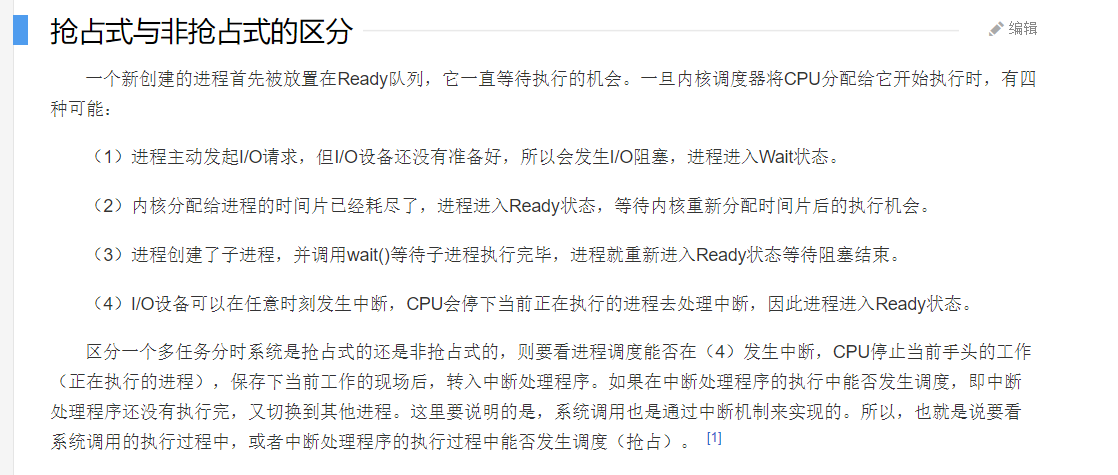 抢占式与非抢占式的区分
编辑
一个新创建的进程首先被放置在Ready队列，它一直等待执行的机会。一旦内核调度器将CPU分配给它开始执行时，有四
种可能：
（1）进程主动发起I/O请求，但I/O设备还没有准备好，所以会发生I/O阻塞，进程进入Wait状态。
（2）内核分配给进程的时间片已经耗尽了，进程进入Ready状态，等待内核重新分配时间片后的执行机会。
（3）进程创建了子进程，并调用wait()等待子进程执行完毕，进程就重新进入Ready状态等待阻塞结束。
（4）I/O设备可以在任意时刻发生中断，CPU会停下当前正在执行的进程去处理中断，因此进程进入Ready状态。
区分一个多任务分时系统是抢占式的还是非抢占式的，则要看进程调度能否在（4）发生中断，CPU停止当前手头的工作
（正在执行的进程），保存下当前工作的现场后，转入中断处理程序。如果在中断处理程序的执行中能否发生调度，即中断
处理程序还没有执行完，又切换到其他进程。这里要说明的是，系统调用也是通过中断机制来实现的。所以，也就是说要看
系统调用的执行过程中，或者中断处理程序的执行过程中能否发生调度（抢占）。 [1]